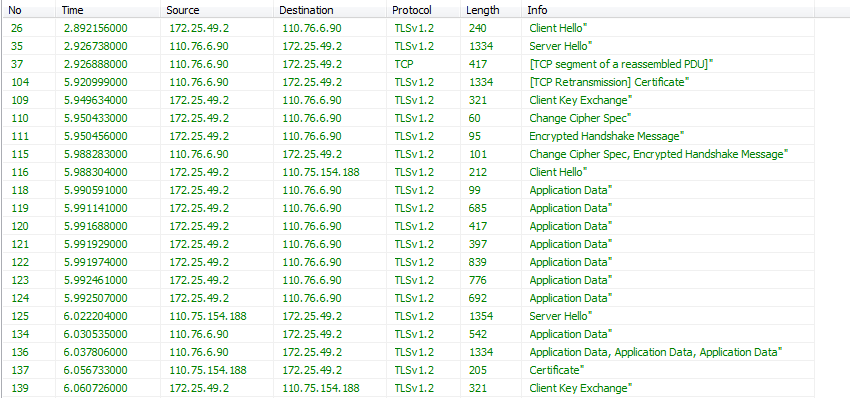 No Time Source Destination Protocol Length Info
26 2.892156000 172.25.49.2 110.76.6.90 TLSv1.2 240 Client Hello"
35 2.926738000 110.76.6.90 172.25.49.2 TLSv1.2 1334 Server Hello"
37 2.926888000 110.76.6.90 172.25.49.2 TCP 417 [TCP segment of a reassembled PDU]"
104 5.920999000 110.76.6.90 172.25.49.2 TLSv1.2 1334 [TCP Retransmission] Certificate"
109 5.949634000 172.25.49.2 110.76.6.90 TLSv1.2 321 Client Key Exchange"
110 5.950433000 172.25.49.2 110.76.6.90 TLSv1.2 60 Change Cipher Spec"
111 5.950456000 172.25.49.2 110.76.6.90 TLSv1.2 95 Encrypted Handshake Message"
115 5.988283000 110.76.6.90 172.25.49.2 TLSv1.2 101 Change Cipher Spec, Encrypted Handshake Message"
116 5.988304000 172.25.49.2 110.75.154.188 TLSv1.2 212 Client Hello"
118 5.990591000 172.25.49.2 110.76.6.90 TLSv1.2 99 Application Data"
119 5.991141000 172.25.49.2 110.76.6.90 TLSv1.2 685 Application Data"
120 5.991688000 172.25.49.2 110.76.6.90 TLSv1.2 417 Application Data"
121 5.991929000 172.25.49.2 110.76.6.90 TLSv1.2 397 Application Data"
122 5.991974000 172.25.49.2 110.76.6.90 TLSv1.2 839 Application Data"
123 5.992461000 172.25.49.2 110.76.6.90 TLSv1.2 776 Application Data"
124 5.992507000 172.25.49.2 110.76.6.90 TLSv1.2 692 Application Data"
125 6.022204000 110.75.154.188 172.25.49.2 TLSv1.2 1354 Server Hello"
134 6.030535000 110.76.6.90 172.25.49.2 TLSv1.2 542 Application Data"
136 6.037806000 110.76.6.90 172.25.49.2 TLSv1.2 1334 Application Data, Application Data, Application Data"
137 6.056733000 110.75.154.188 172.25.49.2 TLSv1.2 205 Certificate"
139 6.060726000 172.25.49.2 110.75.154.188 TLSv1.2 321 Client Key Exchange"